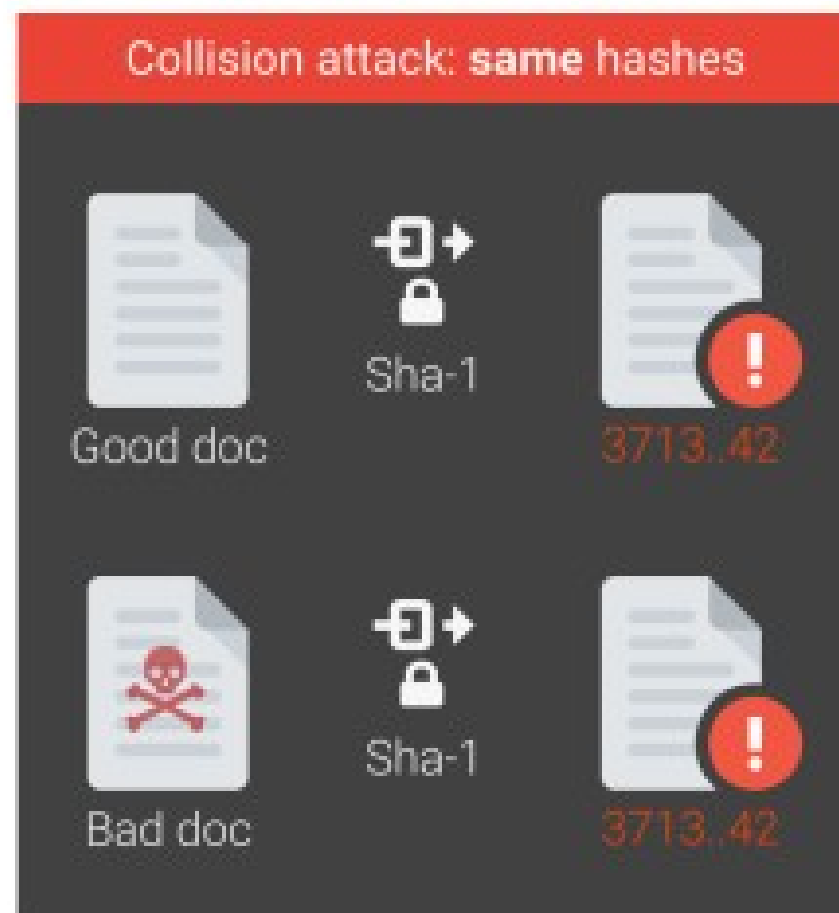 Collision attack: same hashes
Sha-1
Good doc
3713..42
Sha-1
Bad doc
3713..42